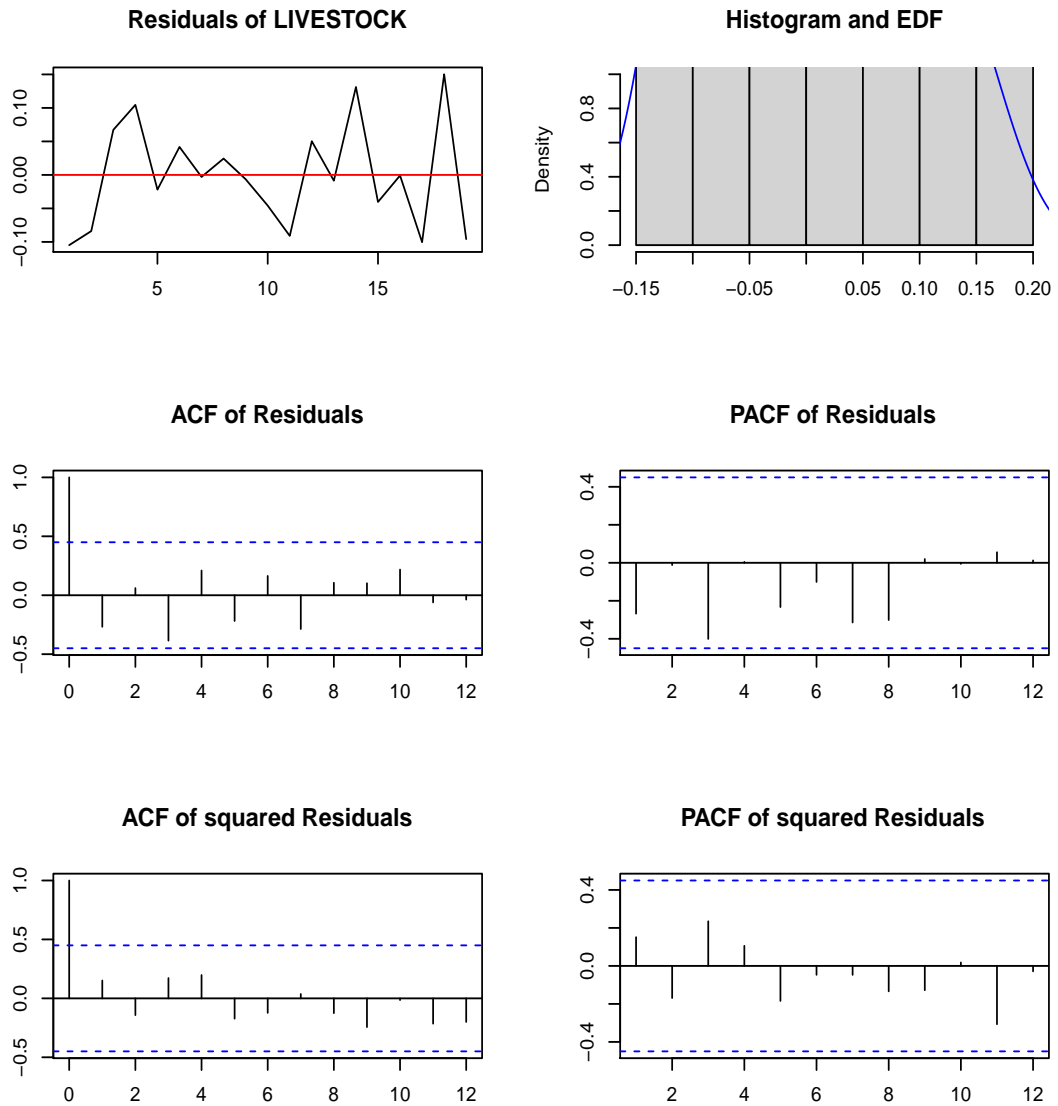 Residuals of LIVESTOCK
0.10
0.00
−0.10
5 10 15
Histogram and EDF
Density
0.8
0.4
0.0
−0.15 −0.05 0.05 0.10 0.15 0.20
ACF of Residuals
1.0
0.5
0.0
−0.5
0 2 4 6 8 10 12
PACF of Residuals
0.4
0.0
−0.4
2 4 6 8 10 12
ACF of squared Residuals
1.0
0.5
0.0
−0.5
0 2 4 6 8 10 12
PACF of squared Residuals
0.4
0.0
−0.4
2 4 6 8 10 12